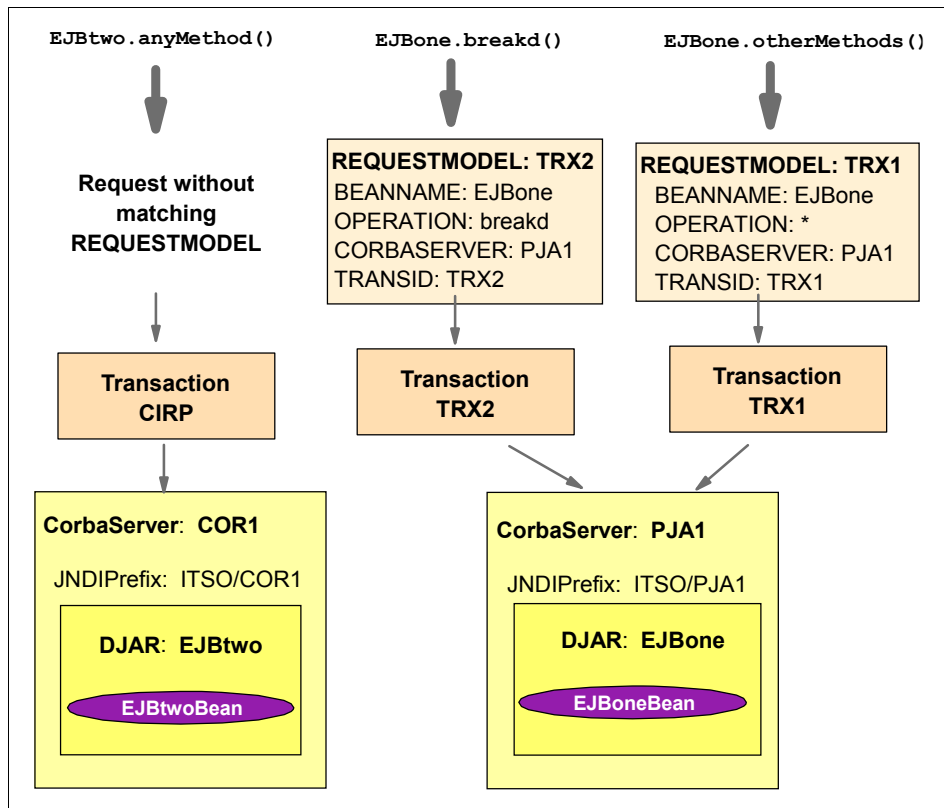 EJBtwo.anyMethod()
EJBone.breakd()
EJBone.otherMethods()
Request without
matching
REQUESTMODEL
REQUESTMODEL: TRX2
BEANNAME: EJBone
OPERATION: breakd
CORBASERVER: PJA1
TRANSID: TRX2
REQUESTMODEL: TRX1
BEANNAME: EJBone
OPERATION: *
CORBASERVER: PJA1
TRANSID: TRX1
Transaction
CIRP
Transaction
TRX2
Transaction
TRX1
CorbaServer: COR1
JNDIPrefix: ITSO/COR1
DJAR: EJBtwo
EJBtwoBean
CorbaServer: PJA1
JNDIPrefix: ITSO/PJA1
DJAR: EJBone
EJBoneBean